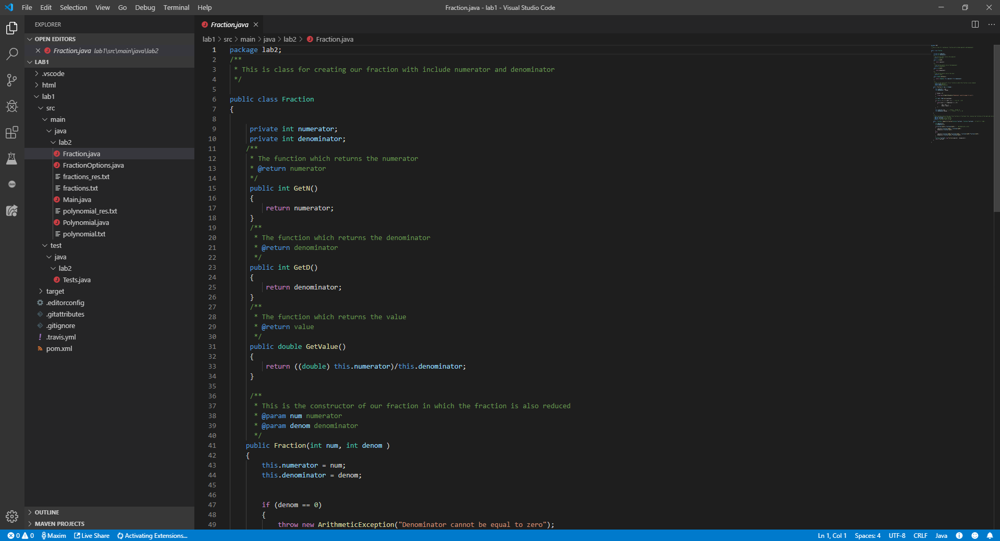 File Edit Selection View Go Debug Terminal Help
Fraction.java - lab1 - Visual Studio Code
EXPLORER
OPEN EDITORS
Fraction.java lab1\src\main\java\lab2
LAB1
.vscode
html
lab1
src
main
java
lab2
Fraction.java
FractionOptions.java
fractions_res.txt
fractions.txt
Main.java
polynomial_res.txt
Polynomial.java
polynomial.txt
test
java
lab2
Tests.java
target
.editorconfig
.gitattributes
.gitignore
.travis.yml
pom.xml
OUTLINE
MAVEN PROJECTS
Fraction.java
lab1 > src > main > java > lab2 > Fraction.java
1 package lab2;
2 /**
3 * This is class for creating our fraction with include numerator and denominator
4 */
5
6 public class Fraction
7 {
8
9 private int numerator;
10 private int denominator;
11 /**
12 * The function which returns the numerator
13 * @return numerator
14 */
15 public int GetN()
16 {
17 return numerator;
18 }
19 /**
20 * The function which returns the denominator
21 * @return denominator
22 */
23 public int GetD()
24 {
25 return denominator;
26 }
27 /**
28 * The function which returns the value
29 * @return value
30 */
31 public double GetValue()
32 {
33 return ((double) this.numerator)/this.denominator;
34 }
35
36 /**
37 * This is the constructor of our fraction in which the fraction is also reduced
38 * @param num numerator
39 * @param denom denominator
40 */
41 public Fraction(int num, int denom )
42 {
43 this.numerator = num;
44 this.denominator = denom;
45
46
47 if (denom == 0)
48 {
49 throw new ArithmeticException("Denominator cannot be equal to zero");
0 0 Maxim Live Share Activating Extensions...
Ln 1, Col 1 Spaces: 4 UTF-8 CRLF Java